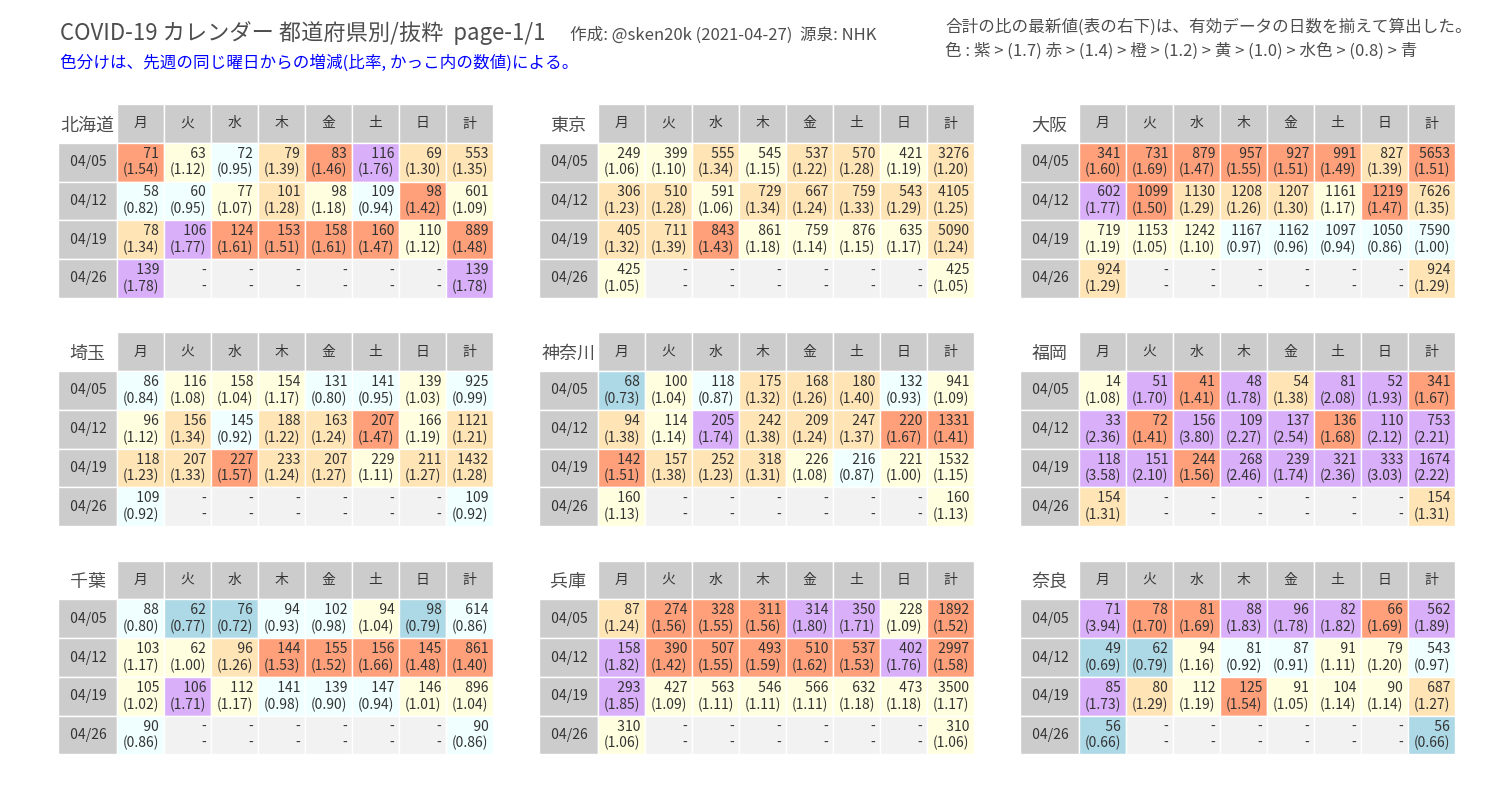 COVID-19 カレンダー 都道府県別/抜粋 page-1/1 作成: @sken20k (2021-04-27) 源泉: NHK
色分けは、先週の同じ曜日からの増減(比率, かっこ内の数値)による。
合計の比の最新値(表の右下)は、有効データの日数を揃えて算出した。
色 : 紫 > (1.7) 赤 > (1.4) 橙 > (1.2) > 黄 > (1.0) > 水色 > (0.8) > 青
北海道 月 火 水 木 金 土 日 計
04/05 71 63 72 79 83 116 69 553
(1.54) (1.12) (0.95) (1.39) (1.46) (1.76) (1.30) (1.35)
04/12 58 60 77 101 98 109 98 601
(0.82) (0.95) (1.07) (1.28) (1.18) (0.94) (1.42) (1.09)
04/19 78 106 124 153 158 160 110 889
(1.34) (1.77) (1.61) (1.51) (1.61) (1.47) (1.12) (1.48)
04/26 139 - - - - - - 139
(1.78) - - - - - - (1.78)
東京 月 火 水 木 金 土 日 計
04/05 249 399 555 545 537 570 421 3276
(1.06) (1.10) (1.34) (1.15) (1.22) (1.28) (1.19) (1.20)
04/12 306 510 591 729 667 759 543 4105
(1.23) (1.28) (1.06) (1.34) (1.24) (1.33) (1.29) (1.25)
04/19 405 711 843 861 759 876 635 5090
(1.32) (1.39) (1.43) (1.18) (1.14) (1.15) (1.17) (1.24)
04/26 425 - - - - - - 425
(1.05) - - - - - - (1.05)
大阪 月 火 水 木 金 土 日 計
04/05 341 731 879 957 927 991 827 5653
(1.60) (1.69) (1.47) (1.55) (1.51) (1.49) (1.39) (1.51)
04/12 602 1099 1130 1208 1207 1161 1219 7626
(1.77) (1.50) (1.29) (1.26) (1.30) (1.17) (1.47) (1.35)
04/19 719 1153 1242 1167 1162 1097 1050 7590
(1.19) (1.05) (1.10) (0.97) (0.96) (0.94) (0.86) (1.00)
04/26 924 - - - - - - 924
(1.29) - - - - - - (1.29)
埼玉 月 火 水 木 金 土 日 計
04/05 86 116 158 154 131 141 139 925
(0.84) (1.08) (1.04) (1.17) (0.80) (0.95) (1.03) (0.99)
04/12 96 156 145 188 163 207 166 1121
(1.12) (1.34) (0.92) (1.22) (1.24) (1.47) (1.19) (1.21)
04/19 118 207 227 233 207 229 211 1432
(1.23) (1.33) (1.57) (1.24) (1.27) (1.11) (1.27) (1.28)
04/26 109 - - - - - - 109
(0.92) - - - - - - (0.92)
神奈川 月 火 水 木 金 土 日 計
04/05 68 100 118 175 168 180 132 941
(0.73) (1.04) (0.87) (1.32) (1.26) (1.40) (0.93) (1.09)
04/12 94 114 205 242 209 247 220 1331
(1.38) (1.14) (1.74) (1.38) (1.24) (1.37) (1.67) (1.41)
04/19 142 157 252 318 226 216 221 1532
(1.51) (1.38) (1.23) (1.31) (1.08) (0.87) (1.00) (1.15)
04/26 160 - - - - - - 160
(1.13) - - - - - - (1.13)
福岡 月 火 水 木 金 土 日 計
04/05 14 51 41 48 54 81 52 341
(1.08) (1.70) (1.41) (1.78) (1.38) (2.08) (1.93) (1.67)
04/12 33 72 156 109 137 136 110 753
(2.36) (1.41) (3.80) (2.27) (2.54) (1.68) (2.12) (2.21)
04/19 118 151 244 268 239 321 333 1674
(3.58) (2.10) (1.56) (2.46) (1.74) (2.36) (3.03) (2.22)
04/26 154 - - - - - - 154
(1.31) - - - - - - (1.31)
千葉 月 火 水 木 金 土 日 計
04/05 88 62 76 94 102 94 98 614
(0.80) (0.77) (0.72) (0.93) (0.98) (1.04) (0.79) (0.86)
04/12 103 62 96 144 155 156 145 861
(1.17) (1.00) (1.26) (1.53) (1.52) (1.66) (1.48) (1.40)
04/19 105 106 112 141 139 147 146 896
(1.02) (1.71) (1.17) (0.98) (0.90) (0.94) (1.01) (1.04)
04/26 90 - - - - - - 90
(0.86) - - - - - - (0.86)
兵庫 月 火 水 木 金 土 日 計
04/05 87 274 328 311 314 350 228 1892
(1.24) (1.56) (1.55) (1.56) (1.80) (1.71) (1.09) (1.52)
04/12 158 390 507 493 510 537 402 2997
(1.82) (1.42) (1.55) (1.59) (1.62) (1.53) (1.76) (1.58)
04/19 293 427 563 546 566 632 473 3500
(1.85) (1.09) (1.11) (1.11) (1.11) (1.18) (1.18) (1.17)
04/26 310 - - - - - - 310
(1.06) - - - - - - (1.06)
奈良 月 火 水 木 金 土 日 計
04/05 71 78 81 88 96 82 66 562
(3.94) (1.70) (1.69) (1.83) (1.78) (1.82) (1.69) (1.89)
04/12 49 62 94 81 87 91 79 543
(0.69) (0.79) (1.16) (0.92) (0.91) (1.11) (1.20) (0.97)
04/19 85 80 112 125 91 104 90 687
(1.73) (1.29) (1.19) (1.54) (1.05) (1.14) (1.14) (1.27)
04/26 56 - - - - - - 56
(0.66) - - - - - - (0.66)